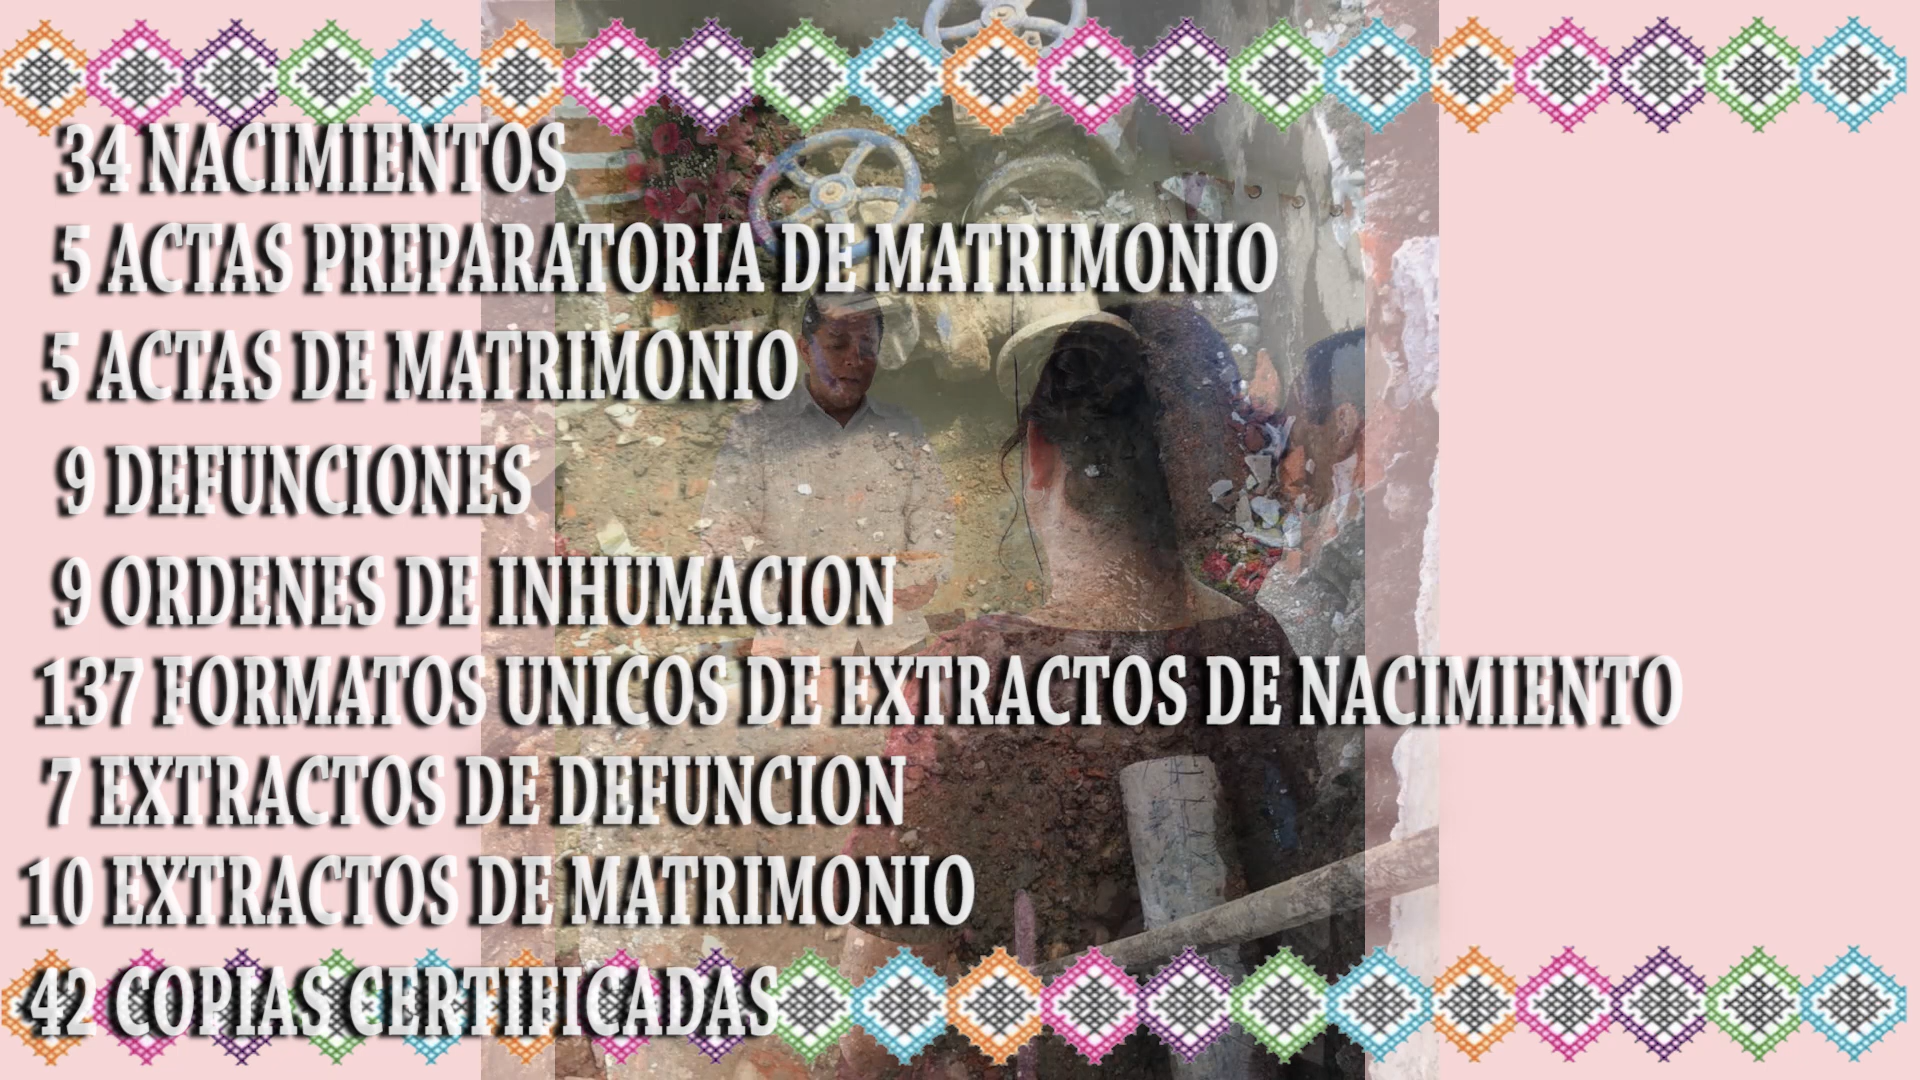 34 NACIMIENTOS
5 ACTAS PREPARATORIA DE MATRIMONIO
5 ACTAS DE MATRIMONIO
9 DEFUNCIONES
9 ORDENES DE INHUMACION
137 FORMATOS UNICOS DE EXTRACTOS DE NACIMIENTO
7 EXTRACTOS DE DEFUNCION
10 EXTRACTOS DE MATRIMONIO
42 COPIAS CERTIFICADAS